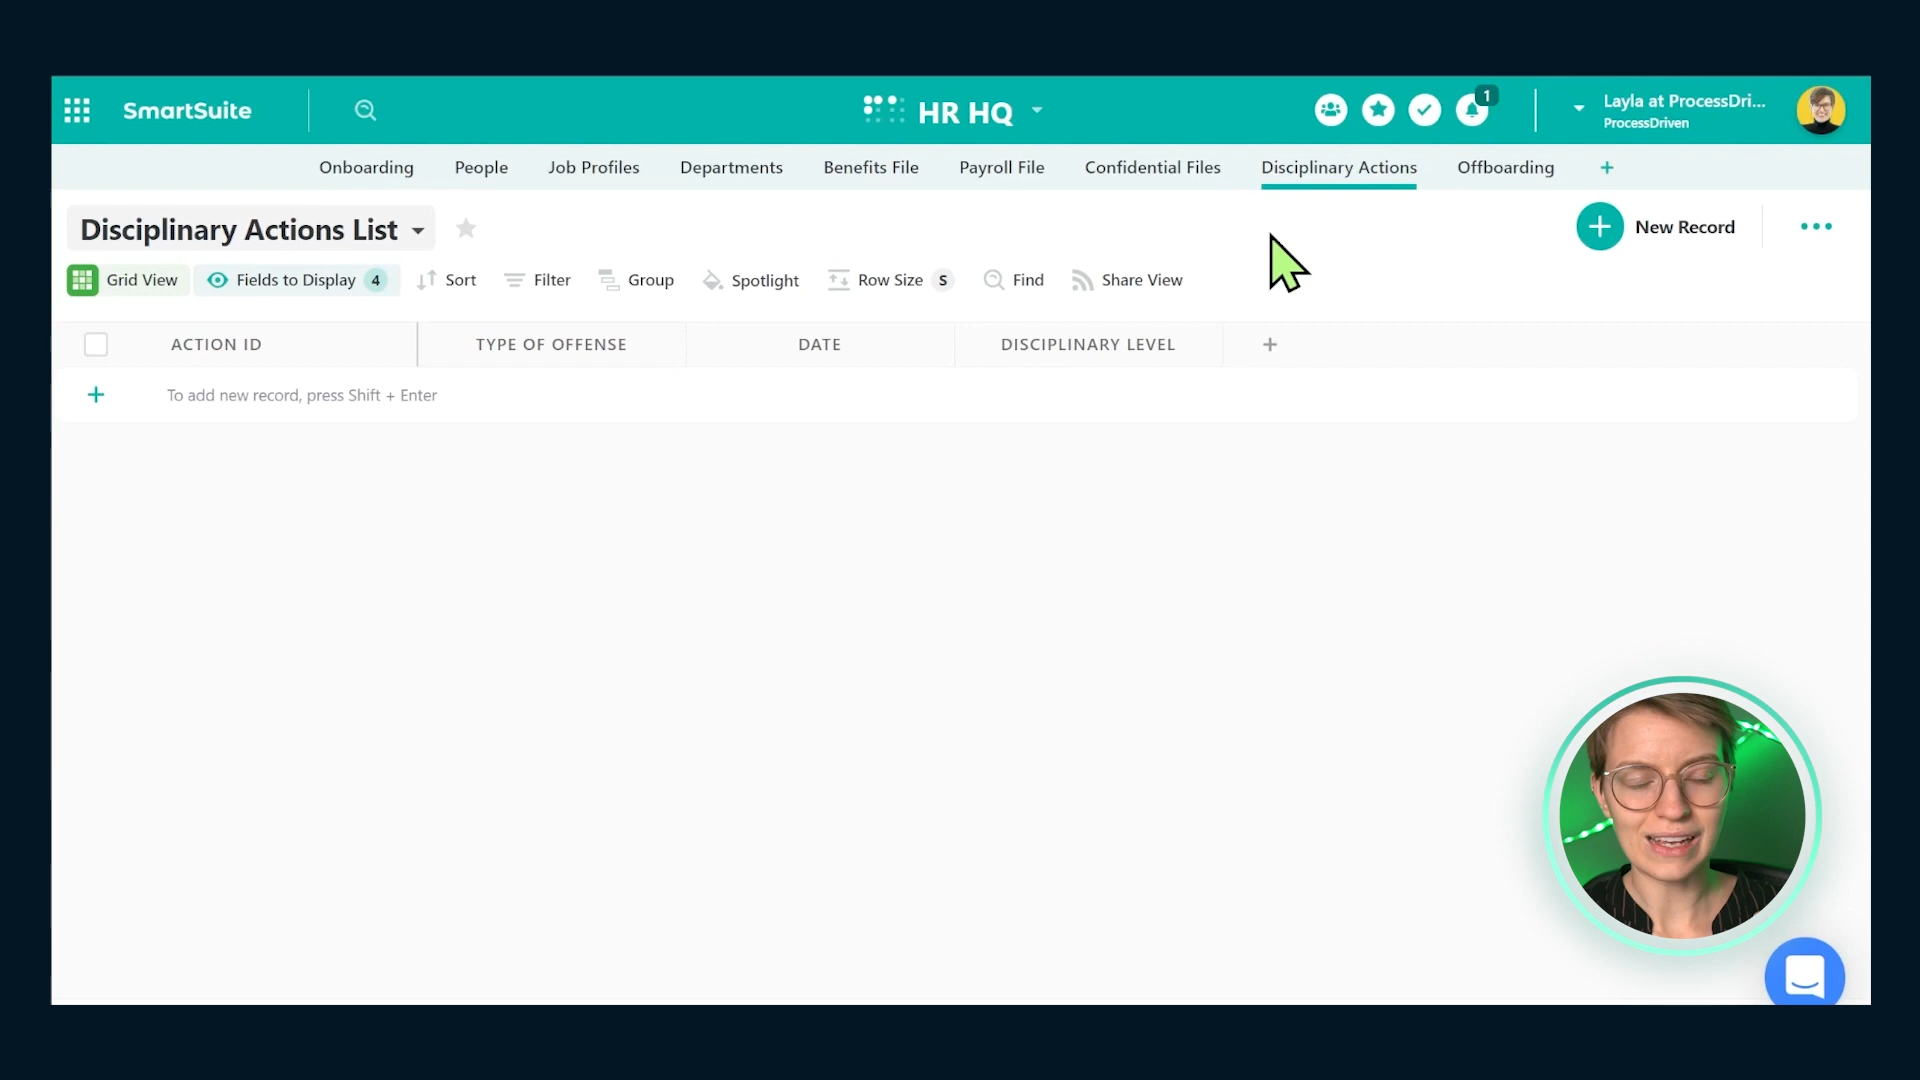 SmartSuite
HR HQ
1
Layla at ProcessDri...
ProcessDriven
Onboarding People Job Profiles Departments Benefits File Payroll File Confidential Files Disciplinary Actions Offboarding +
Disciplinary Actions List
New Record
Grid View Fields to Display 4 Sort Filter Group Spotlight Row Size S Find Share View
ACTION ID TYPE OF OFFENSE DATE DISCIPLINARY LEVEL +
+ To add new record, press Shift + Enter